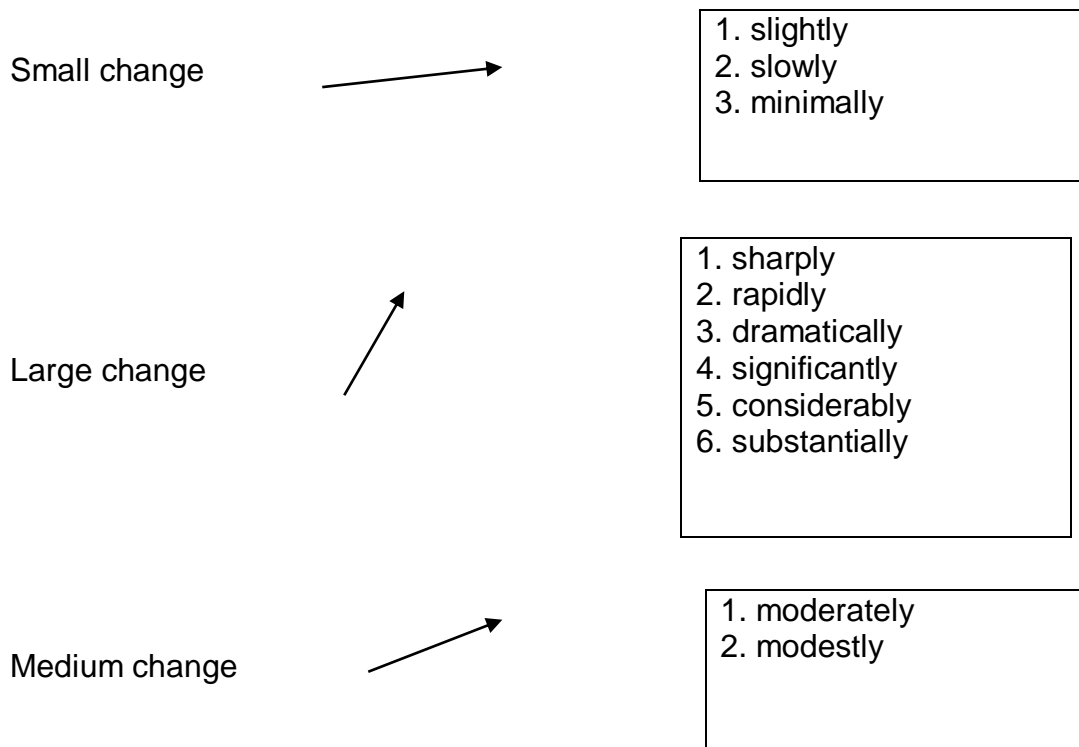 Small change
1. slightly
2. slowly
3. minimally
Large change
1. sharply
2. rapidly
3. dramatically
4. significantly
5. considerably
6. substantially
Medium change
1. moderately
2. modestly